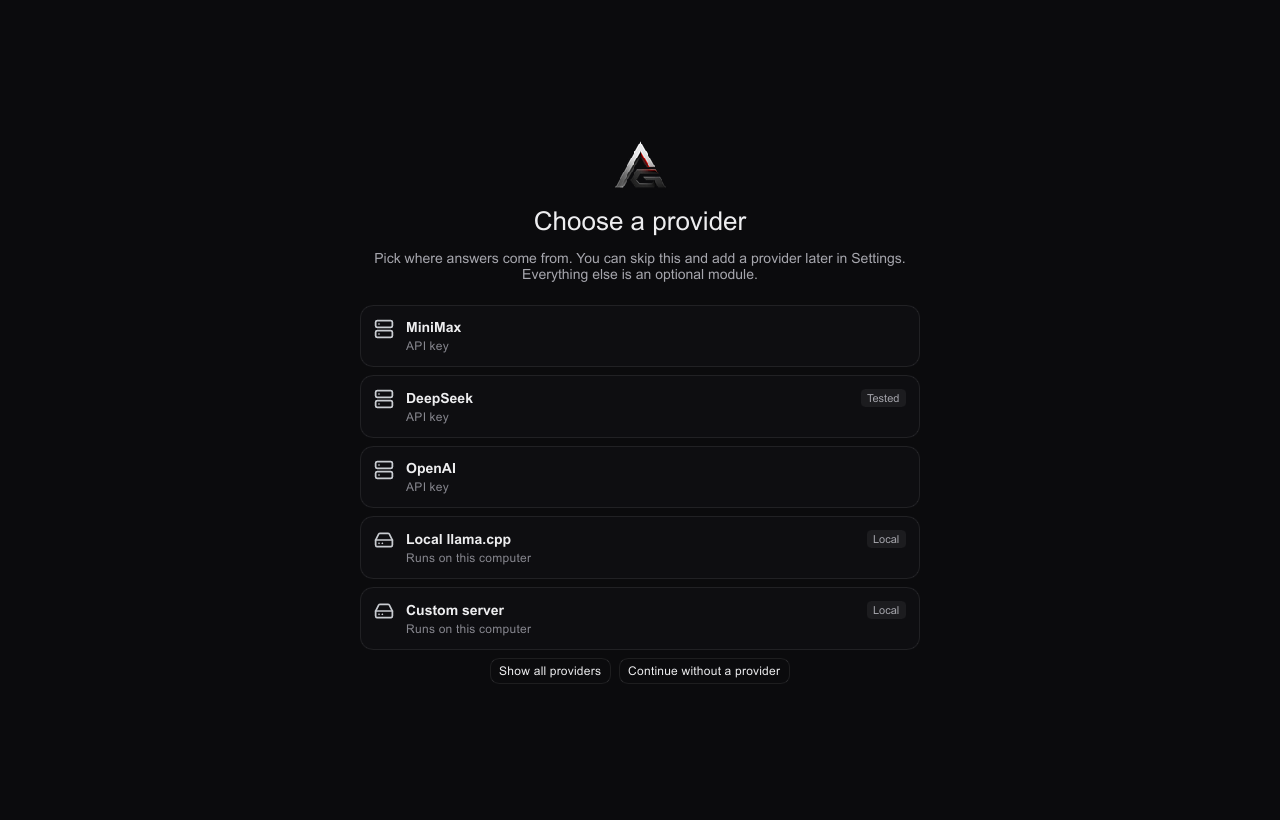 Choose a provider
Pick where answers come from. You can skip this and add a provider later in Settings.
Everything else is an optional module.
MiniMax
API key
DeepSeek
Tested
API key
OpenAI
API key
Local llama.cpp
Local
Runs on this computer
Custom server
Local
Runs on this computer
Show all providers
Continue without a provider